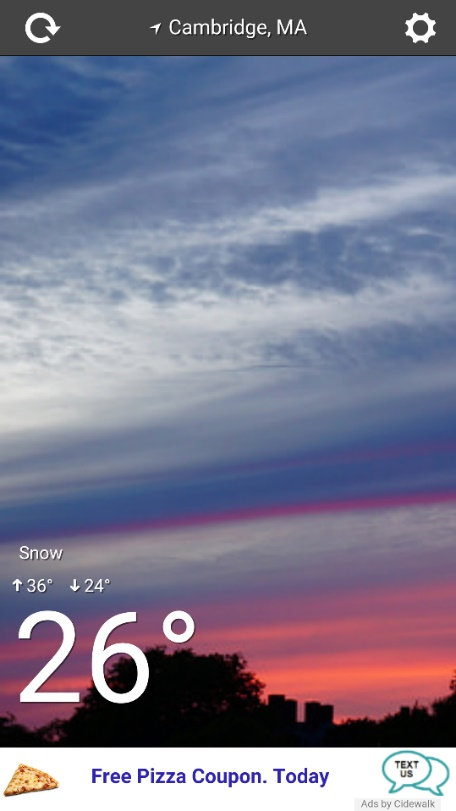 Cambridge, MA
Snow
36° 24°
26°
Free Pizza Coupon. Today
TEXT
US
Ads by Cidewalk